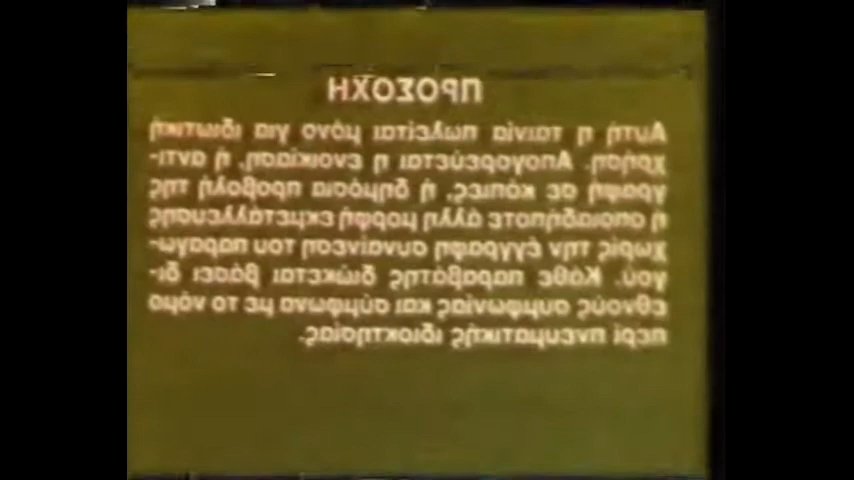 ΠΡΟΣΟΧΗ
Αυτή η ταινία πωλείται μόνο για ιδιωτική
χρήση. Απογορεύεται η ενοικίαση, ή αντι-
γραφή σε κόπιες, ή δημόσια προβολή της
ή οποιαδήποτε άλλη μορφή εκμετάλλευσης
χωρίς την έγγραφη συναίνεση του παραγω-
γού. Κάθε παραβάτης διώκεται βάσει δι-
εθνούς συμφωνίας και σύμφωνα με το νόμο
περί πνευματικής ιδιοκτησίας.